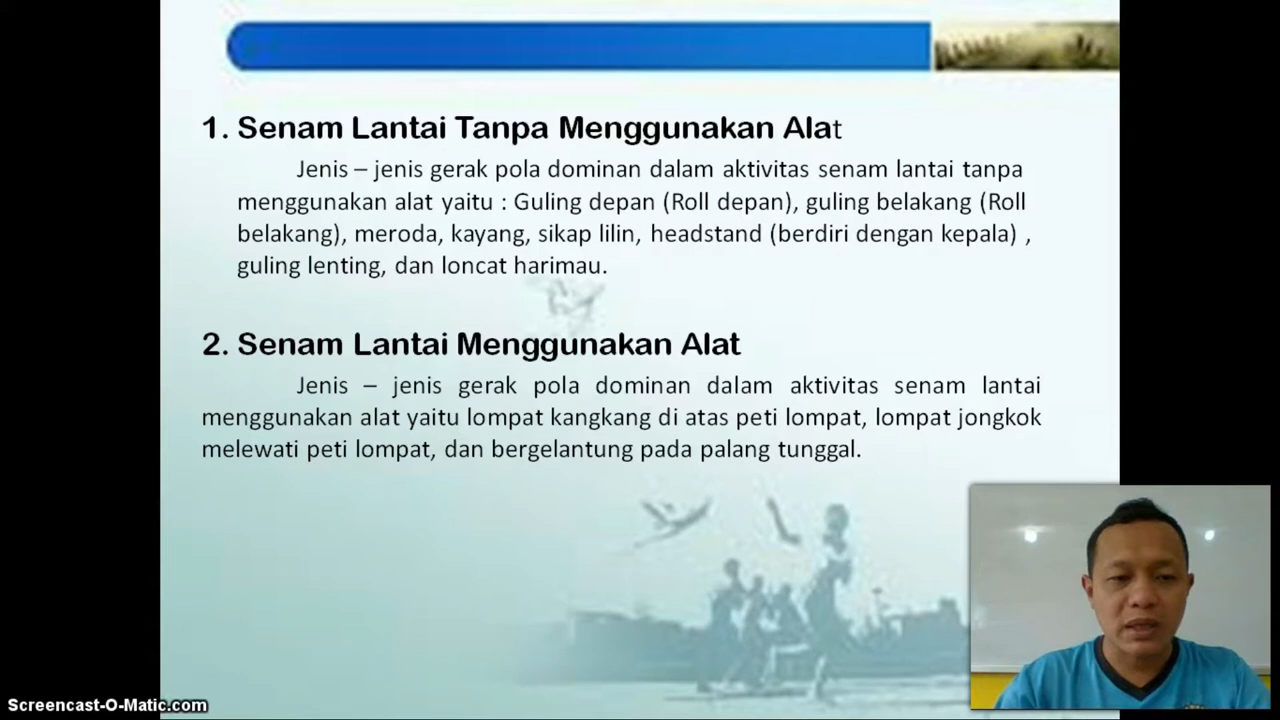 1. Senam Lantai Tanpa Menggunakan Alat
Jenis – jenis gerak pola dominan dalam aktivitas senam lantai tanpa
menggunakan alat yaitu : Guling depan (Roll depan), guling belakang (Roll
belakang), meroda, kayang, sikap lilin, headstand (berdiri dengan kepala) ,
guling lenting, dan loncat harimau.
2. Senam Lantai Menggunakan Alat
Jenis – jenis gerak pola dominan dalam aktivitas senam lantai
menggunakan alat yaitu lompat kangkang di atas peti lompat, lompat jongkok
melewati peti lompat, dan bergelantung pada palang tunggal.
Screencast-O-Matic.com